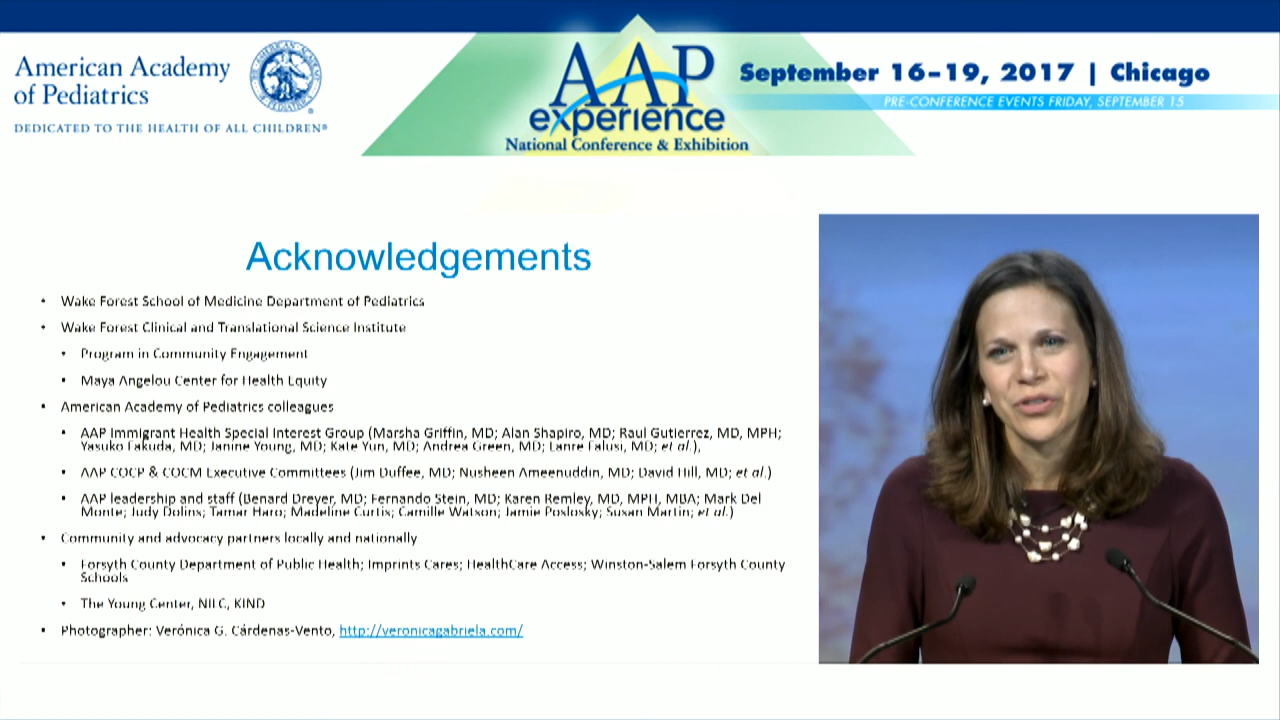 American Academy
of Pediatrics
DEDICATED TO THE HEALTH OF ALL CHILDREN®
AAP
experience
National Conference & Exhibition
September 16–19, 2017 | Chicago
PRE-CONFERENCE EVENTS FRIDAY, SEPTEMBER 15
Acknowledgements
• Wake Forest School of Medicine Department of Pediatrics
• Wake Forest Clinical and Translational Science Institute
• Program in Community Engagement
• Maya Angelou Center for Health Equity
• American Academy of Pediatrics colleagues
• AAP Immigrant Health Special Interest Group (Marsha Griffin, MD; Alan Shapiro, MD; Raul Gutierrez, MD, MPH;
Yasuko Fakuda, MD; Janine Young, MD; Kate Yun, MD; Andrea Green, MD; Lanre Falusi, MD; et al.),
• AAP COCP & COCM Executive Committees (Jim Duffee, MD; Nusheen Ameenuddin, MD; David Hill, MD; et al.)
• AAP leadership and staff (Benard Dreyer, MD; Fernando Stein, MD; Karen Remley, MD, MPH, MBA; Mark Del
Monte; Judy Dolins; Tamar Haro; Madeline Curtis; Camille Watson; Jamie Poslosky; Susan Martin; et al.)
• Community and advocacy partners locally and nationally
• Forsyth County Department of Public Health; Imprints Cares; HealthCare Access; Winston-Salem Forsyth County
Schools
• The Young Center, NILC, KIND
• Photographer: Verónica G. Cárdenas-Vento, http://veronicagabriela.com/